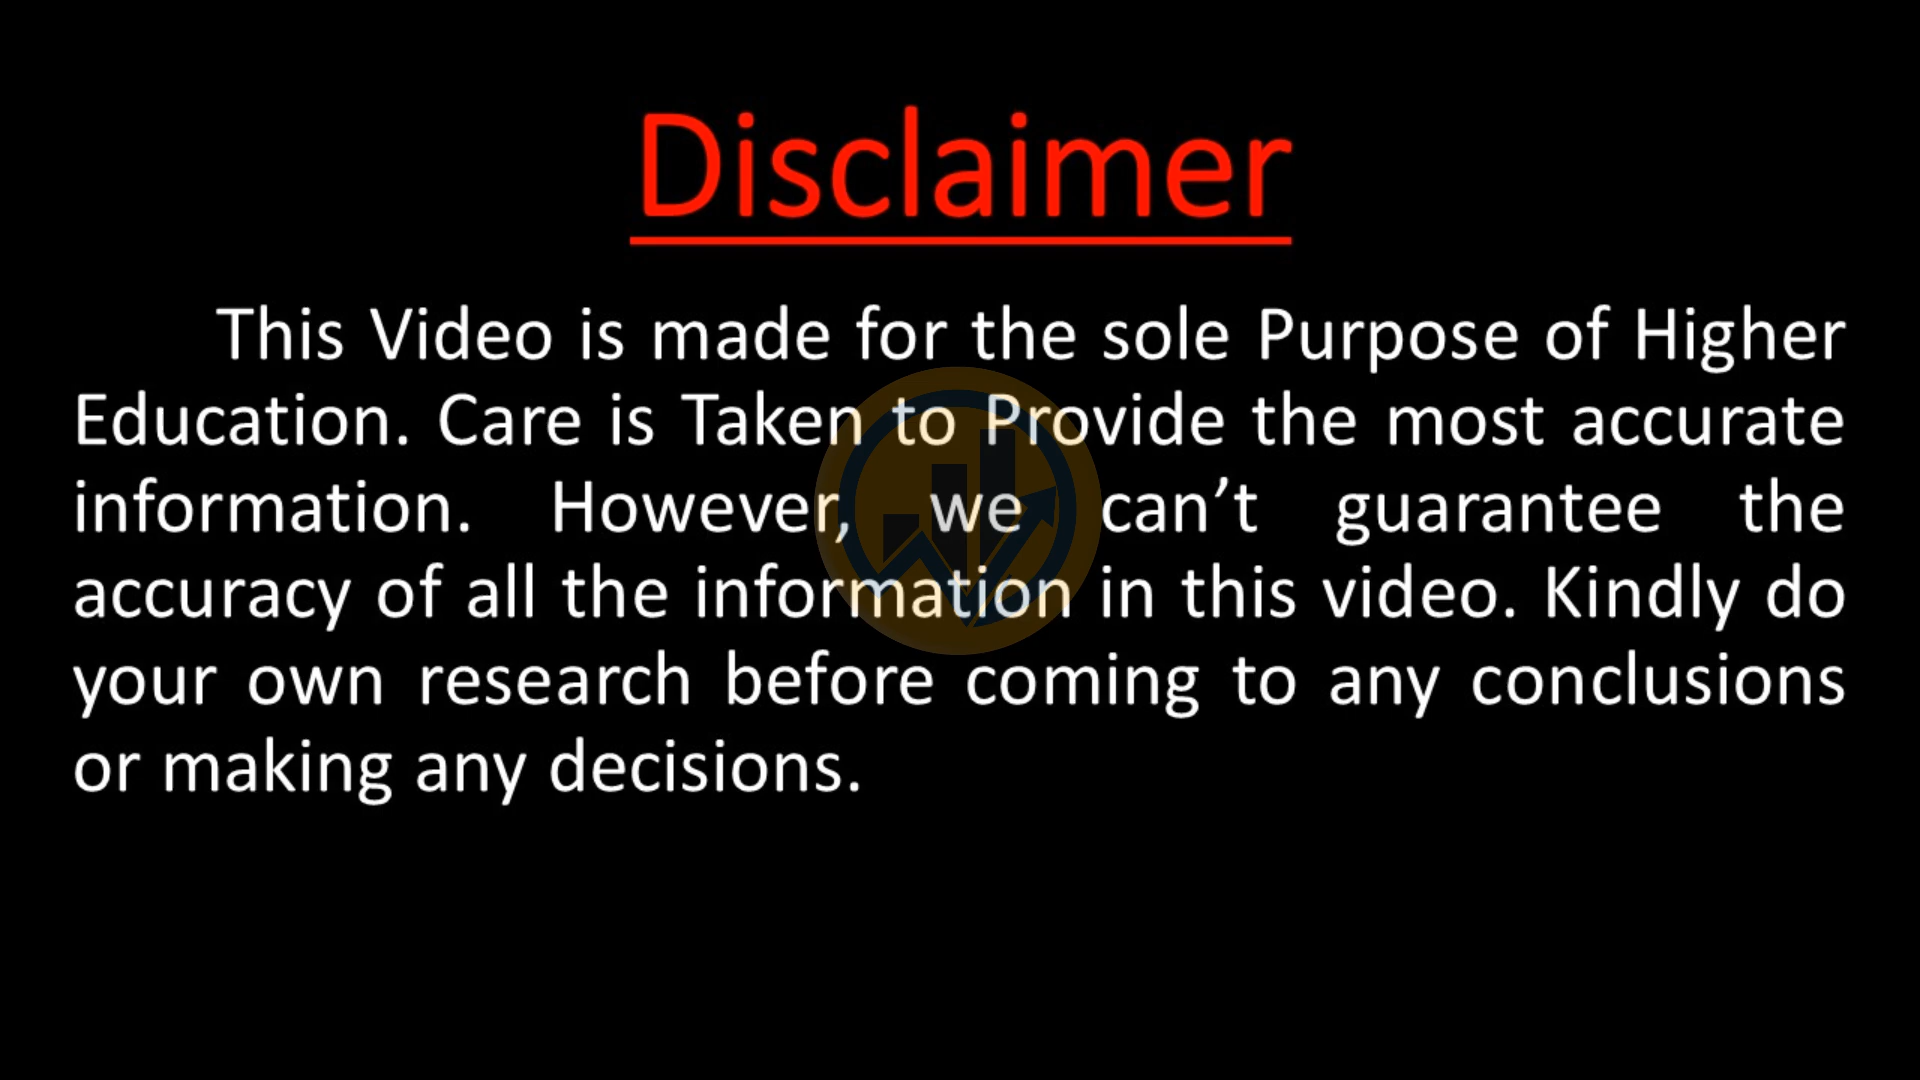 Disclaimer
This Video is made for the sole Purpose of Higher
Education. Care is Taken to Provide the most accurate
information. However, we can’t guarantee the
accuracy of all the information in this video. Kindly do
your own research before coming to any conclusions
or making any decisions.